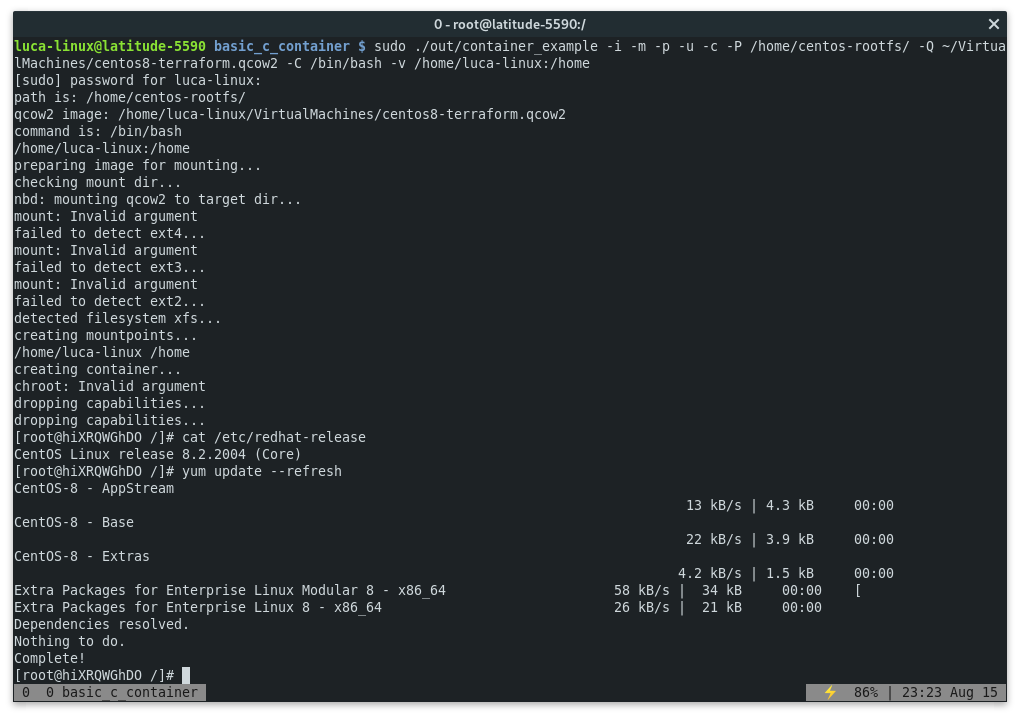 0 - root@latitude-5590:/
luca-linux@latitude-5590 basic_c_container $ sudo ./out/container_example -i -m -p -u -c -P /home/centos-rootfs/ -Q ~/Virtua
lMachines/centos8-terraform.qcow2 -C /bin/bash -v /home/luca-linux:/home
[sudo] password for luca-linux:
path is: /home/centos-rootfs/
qcow2 image: /home/luca-linux/VirtualMachines/centos8-terraform.qcow2
command is: /bin/bash
/home/luca-linux:/home
preparing image for mounting...
checking mount dir...
nbd: mounting qcow2 to target dir...
mount: Invalid argument
failed to detect ext4...
mount: Invalid argument
failed to detect ext3...
mount: Invalid argument
failed to detect ext2...
detected filesystem xfs...
creating mountpoints...
/home/luca-linux /home
creating container...
chroot: Invalid argument
dropping capabilities...
dropping capabilities...
[root@hiXRQWGhDO /]# cat /etc/redhat-release
CentOS Linux release 8.2.2004 (Core)
[root@hiXRQWGhDO /]# yum update --refresh
CentOS-8 - AppStream
13 kB/s | 4.3 kB     00:00
CentOS-8 - Base
22 kB/s | 3.9 kB     00:00
CentOS-8 - Extras
4.2 kB/s | 1.5 kB     00:00
Extra Packages for Enterprise Linux Modular 8 - x86_64                     58 kB/s |  34 kB     00:00    [
Extra Packages for Enterprise Linux 8 - x86_64                             26 kB/s |  21 kB     00:00
Dependencies resolved.
Nothing to do.
Complete!
[root@hiXRQWGhDO /]#
0  0 basic_c_container ⚡ 86% | 23:23 Aug 15